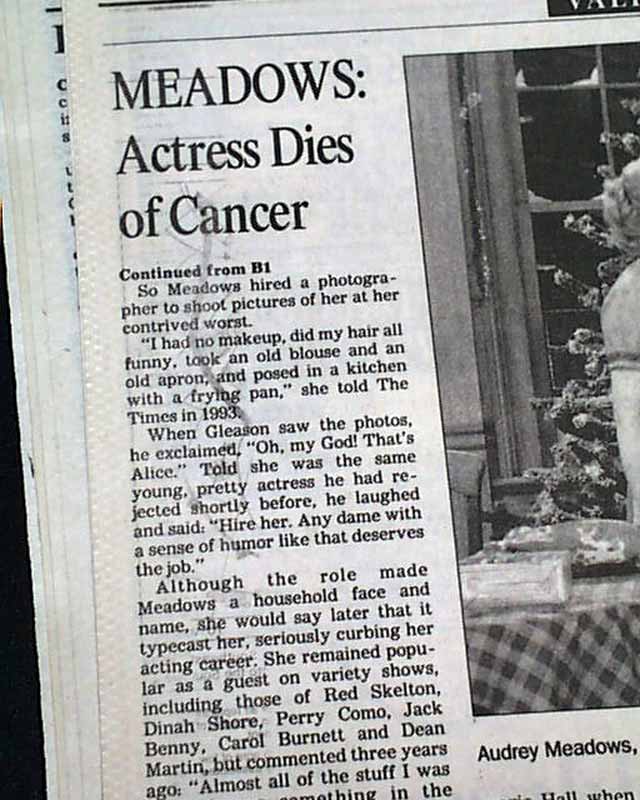 MEADOWS:
Actress Dies
of Cancer
Continued from B1
So Meadows hired a photogra-
pher to shoot pictures of her at her
contrived worst.
“I had no makeup, did my hair all
funny, took an old blouse and an
old apron, and posed in a kitchen
with a frying pan,” she told The
Times in 1993.
When Gleason saw the photos,
he exclaimed, “Oh, my God! That’s
Alice.” Told she was the same
young, pretty actress he had re-
jected shortly before, he laughed
and said: “Hire her. Any dame with
a sense of humor like that deserves
the job.”
Although the role made
Meadows a household face and
name, she would say later that it
typecast her, seriously curbing her
acting career. She remained popu-
lar as a guest on variety shows,
including those of Red Skelton,
Dinah Shore, Perry Como, Jack
Benny, Carol Burnett and Dean
Martin, but commented three years
ago: “Almost all of the stuff I was
something in the
Audrey Meadows,
Hall when